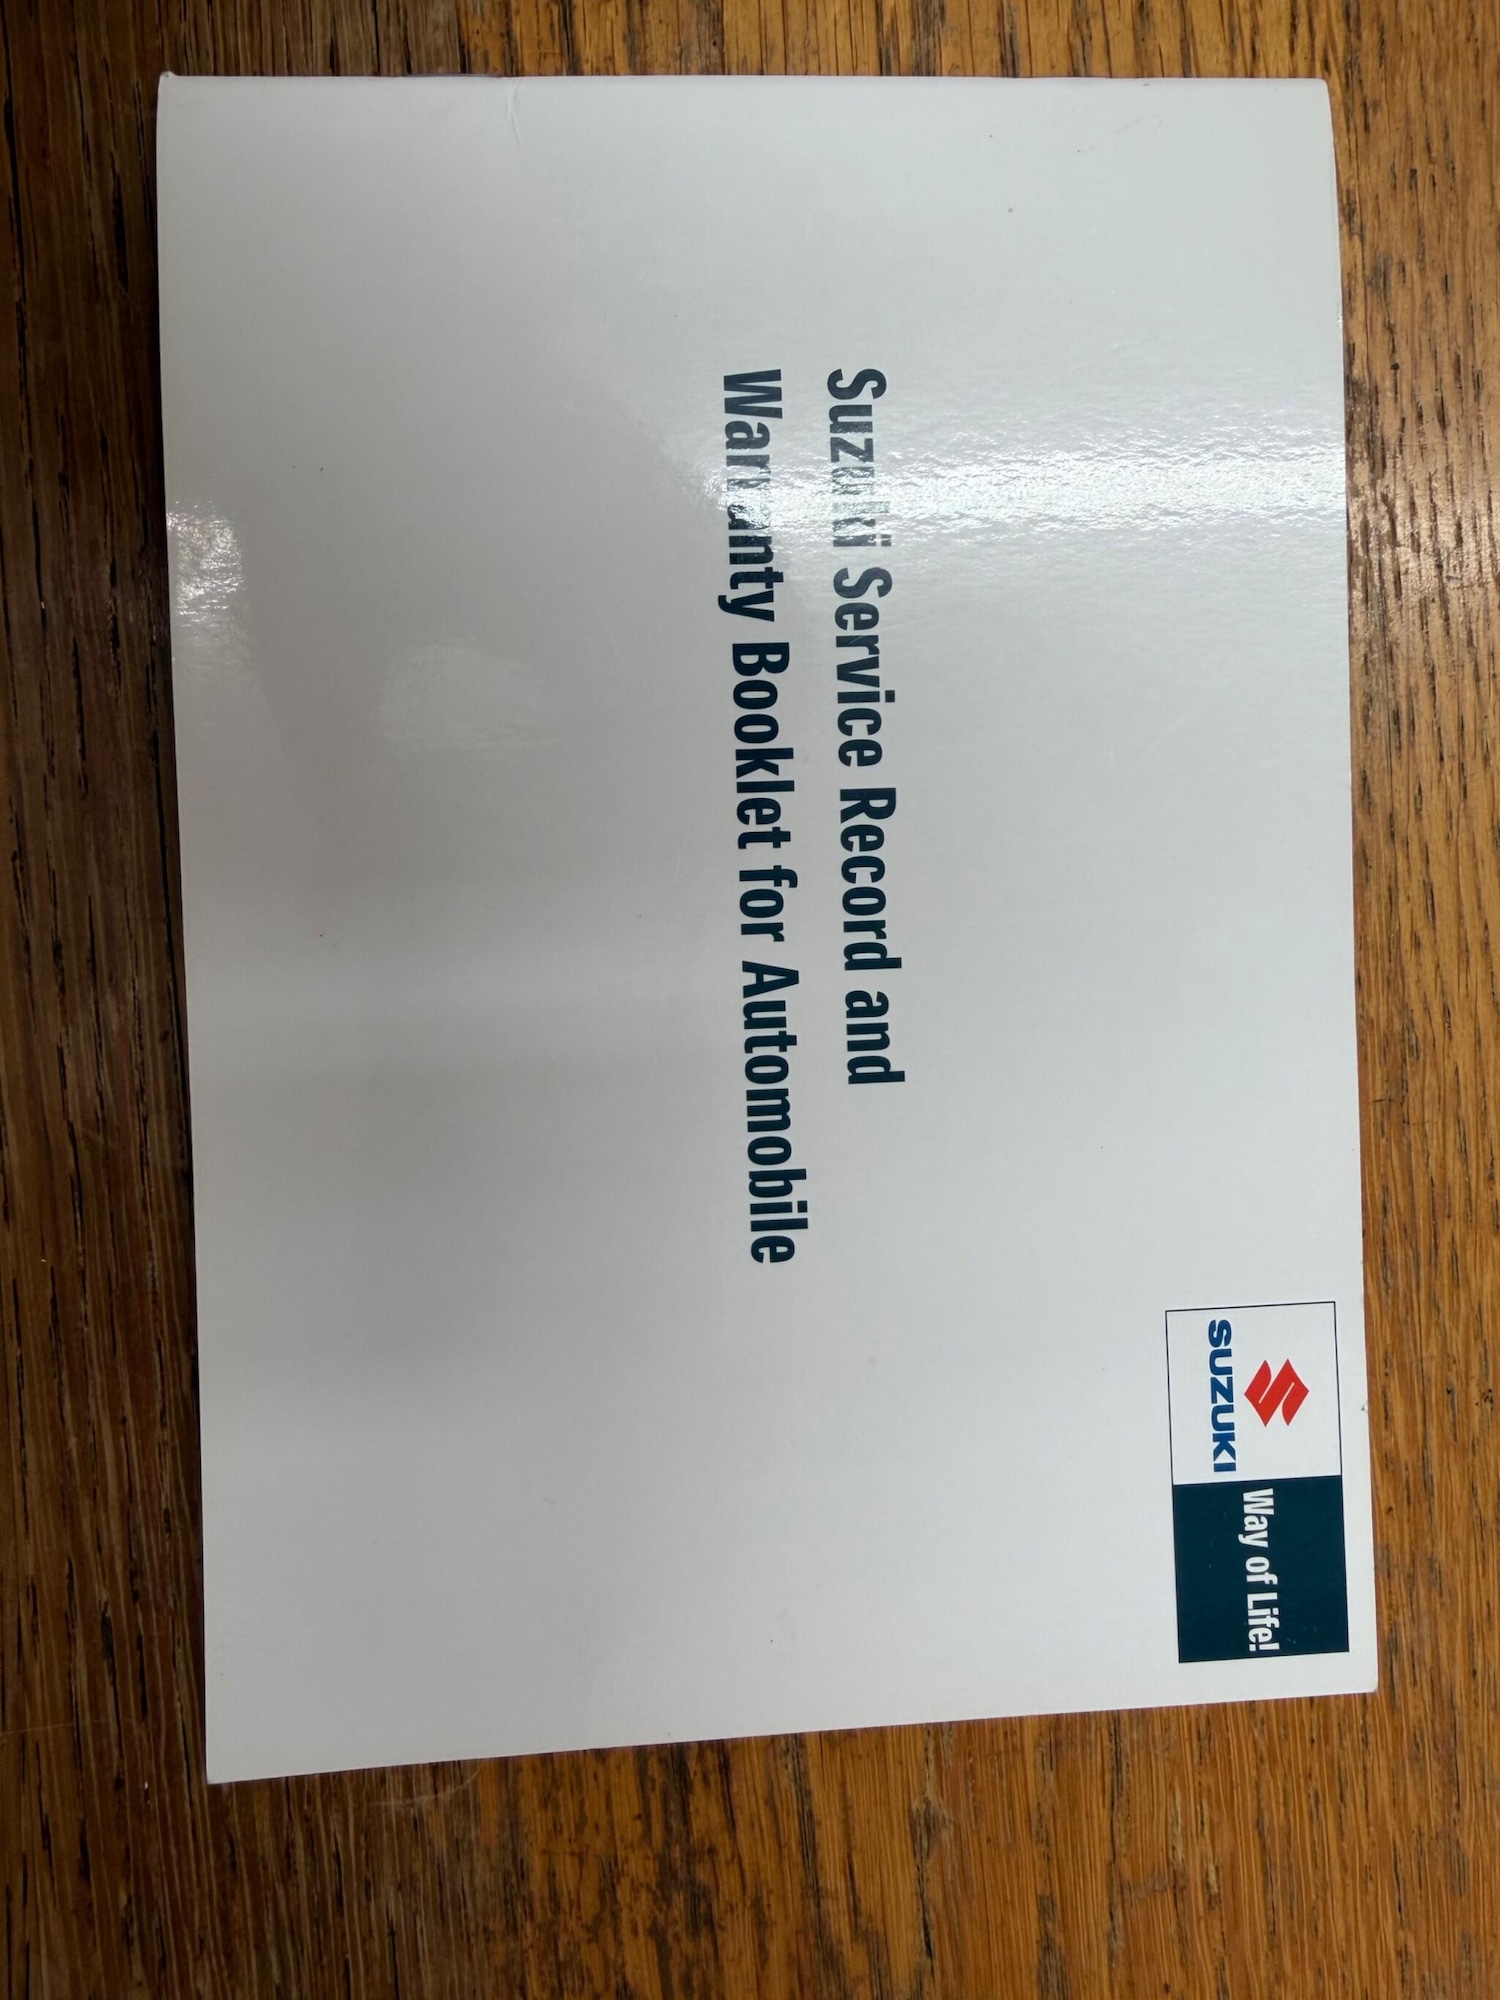 SUZUKI
Way of Life!
Suzuki Service Record and
Warranty Booklet for Automobile